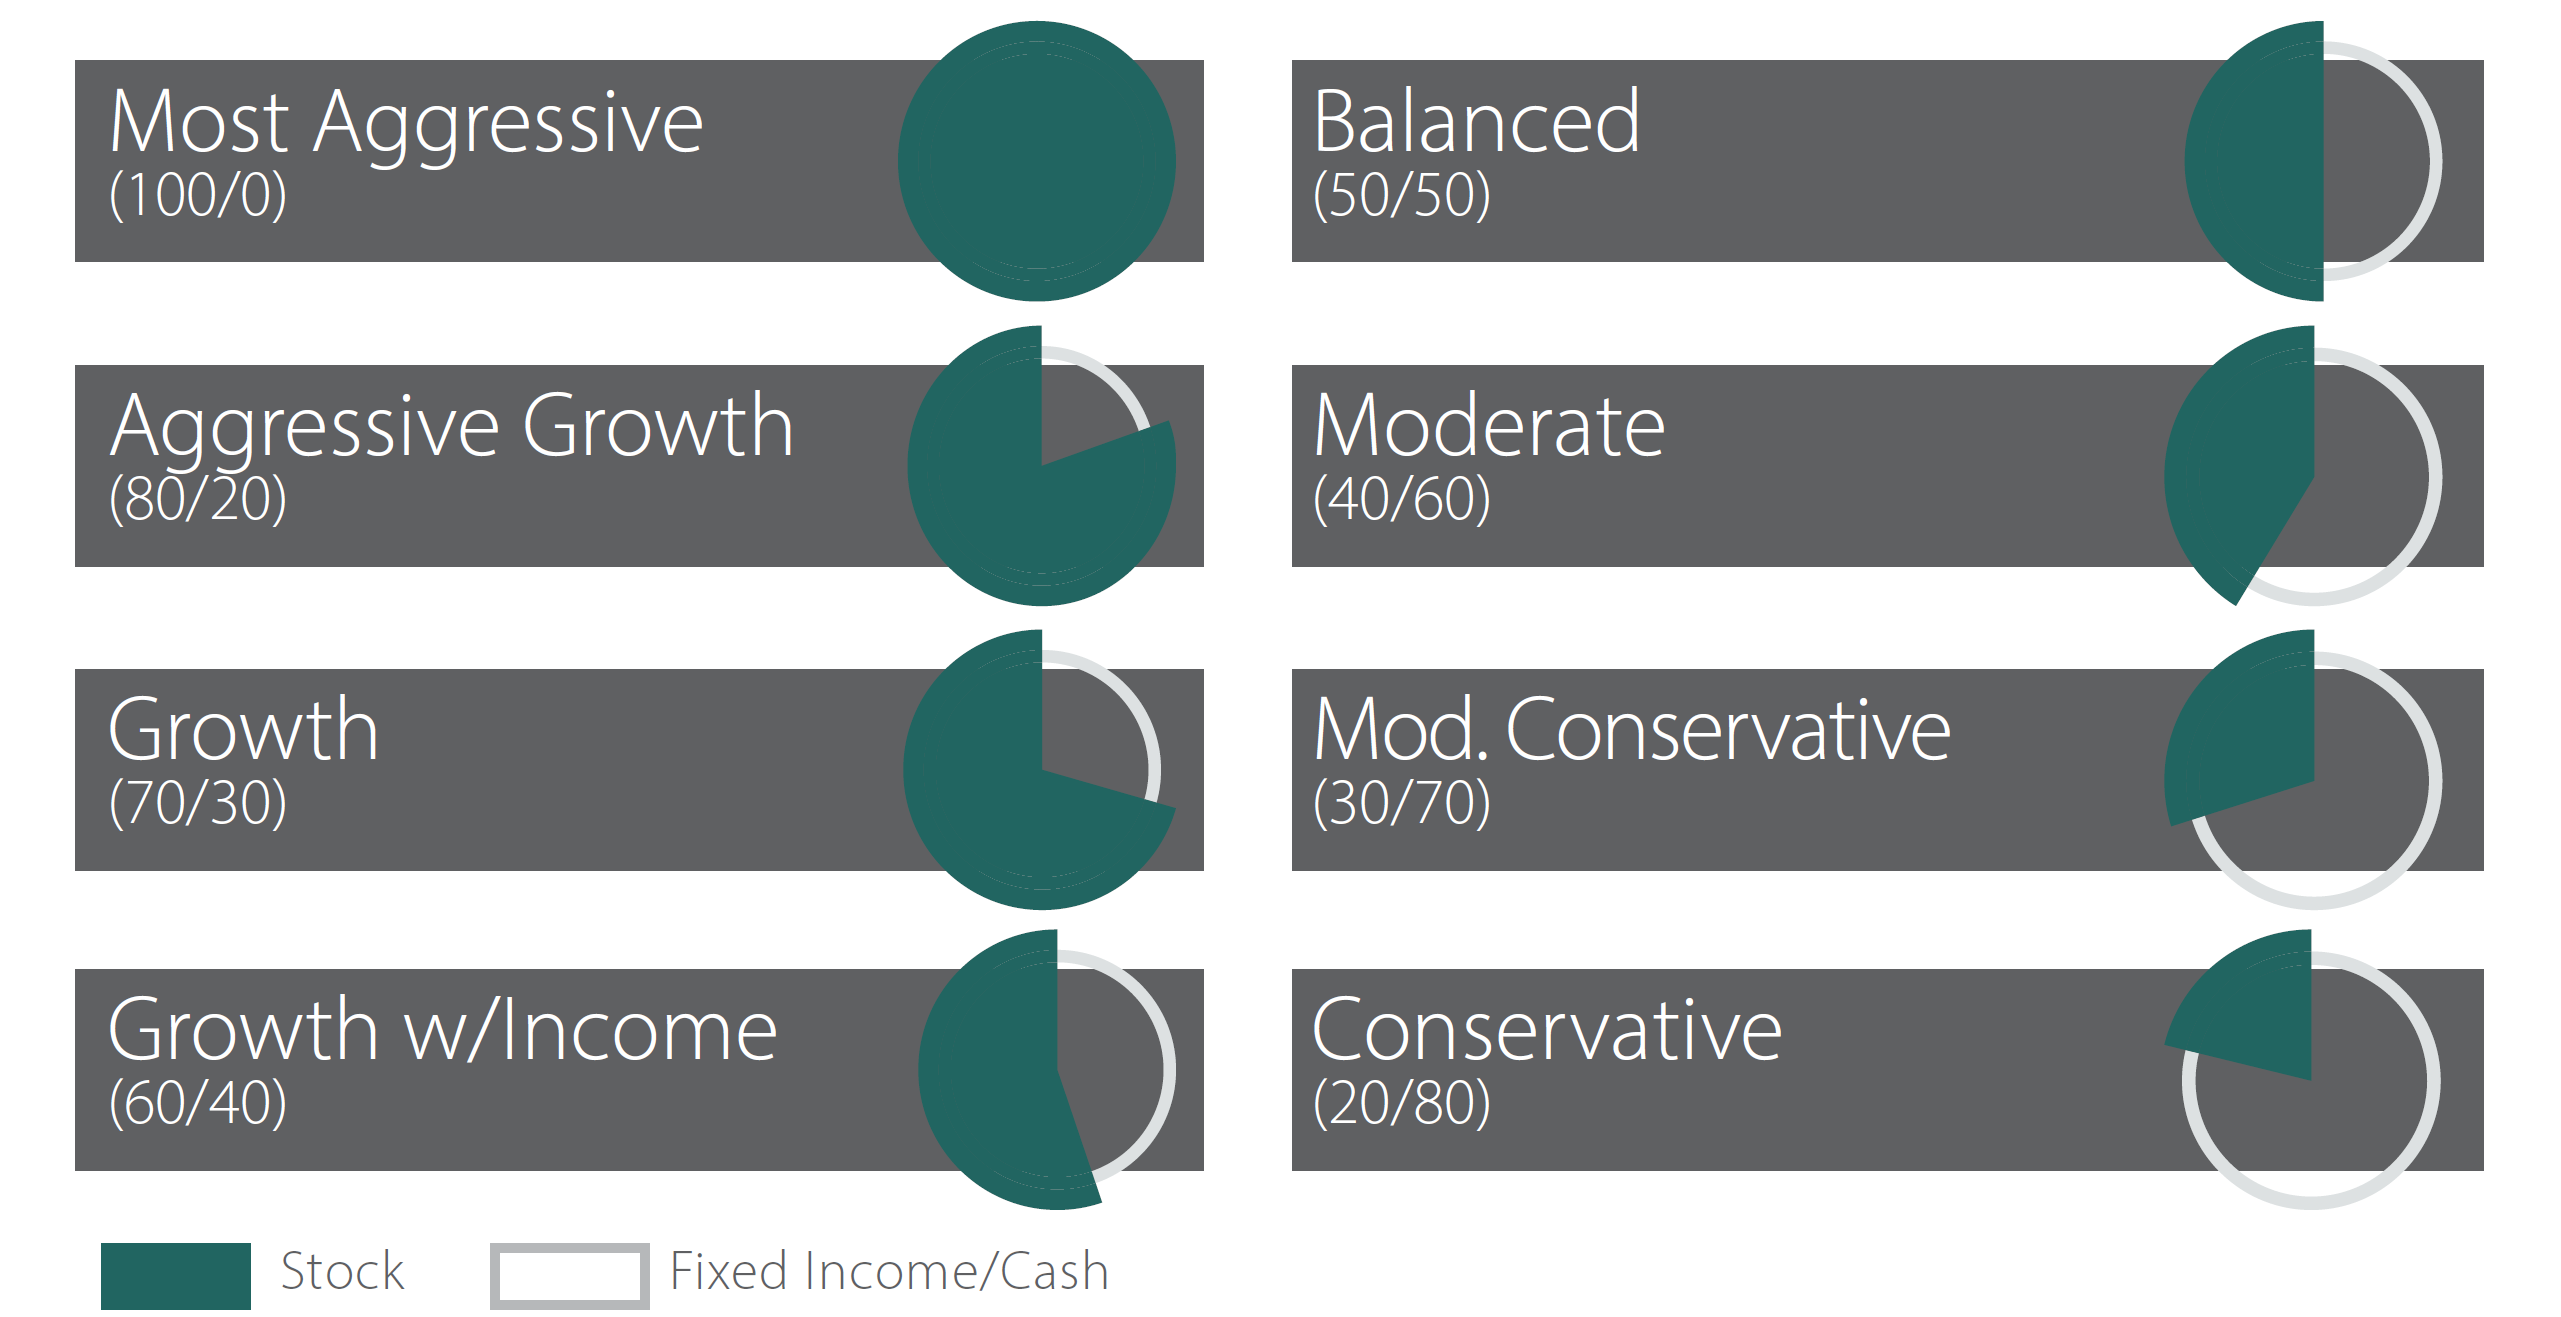 Most Aggressive
(100/0)
Aggressive Growth
(80/20)
Growth
(70/30)
Growth w/Income
(60/40)
Balanced
(50/50)
Moderate
(40/60)
Mod. Conservative
(30/70)
Conservative
(20/80)
Stock
Fixed Income/Cash